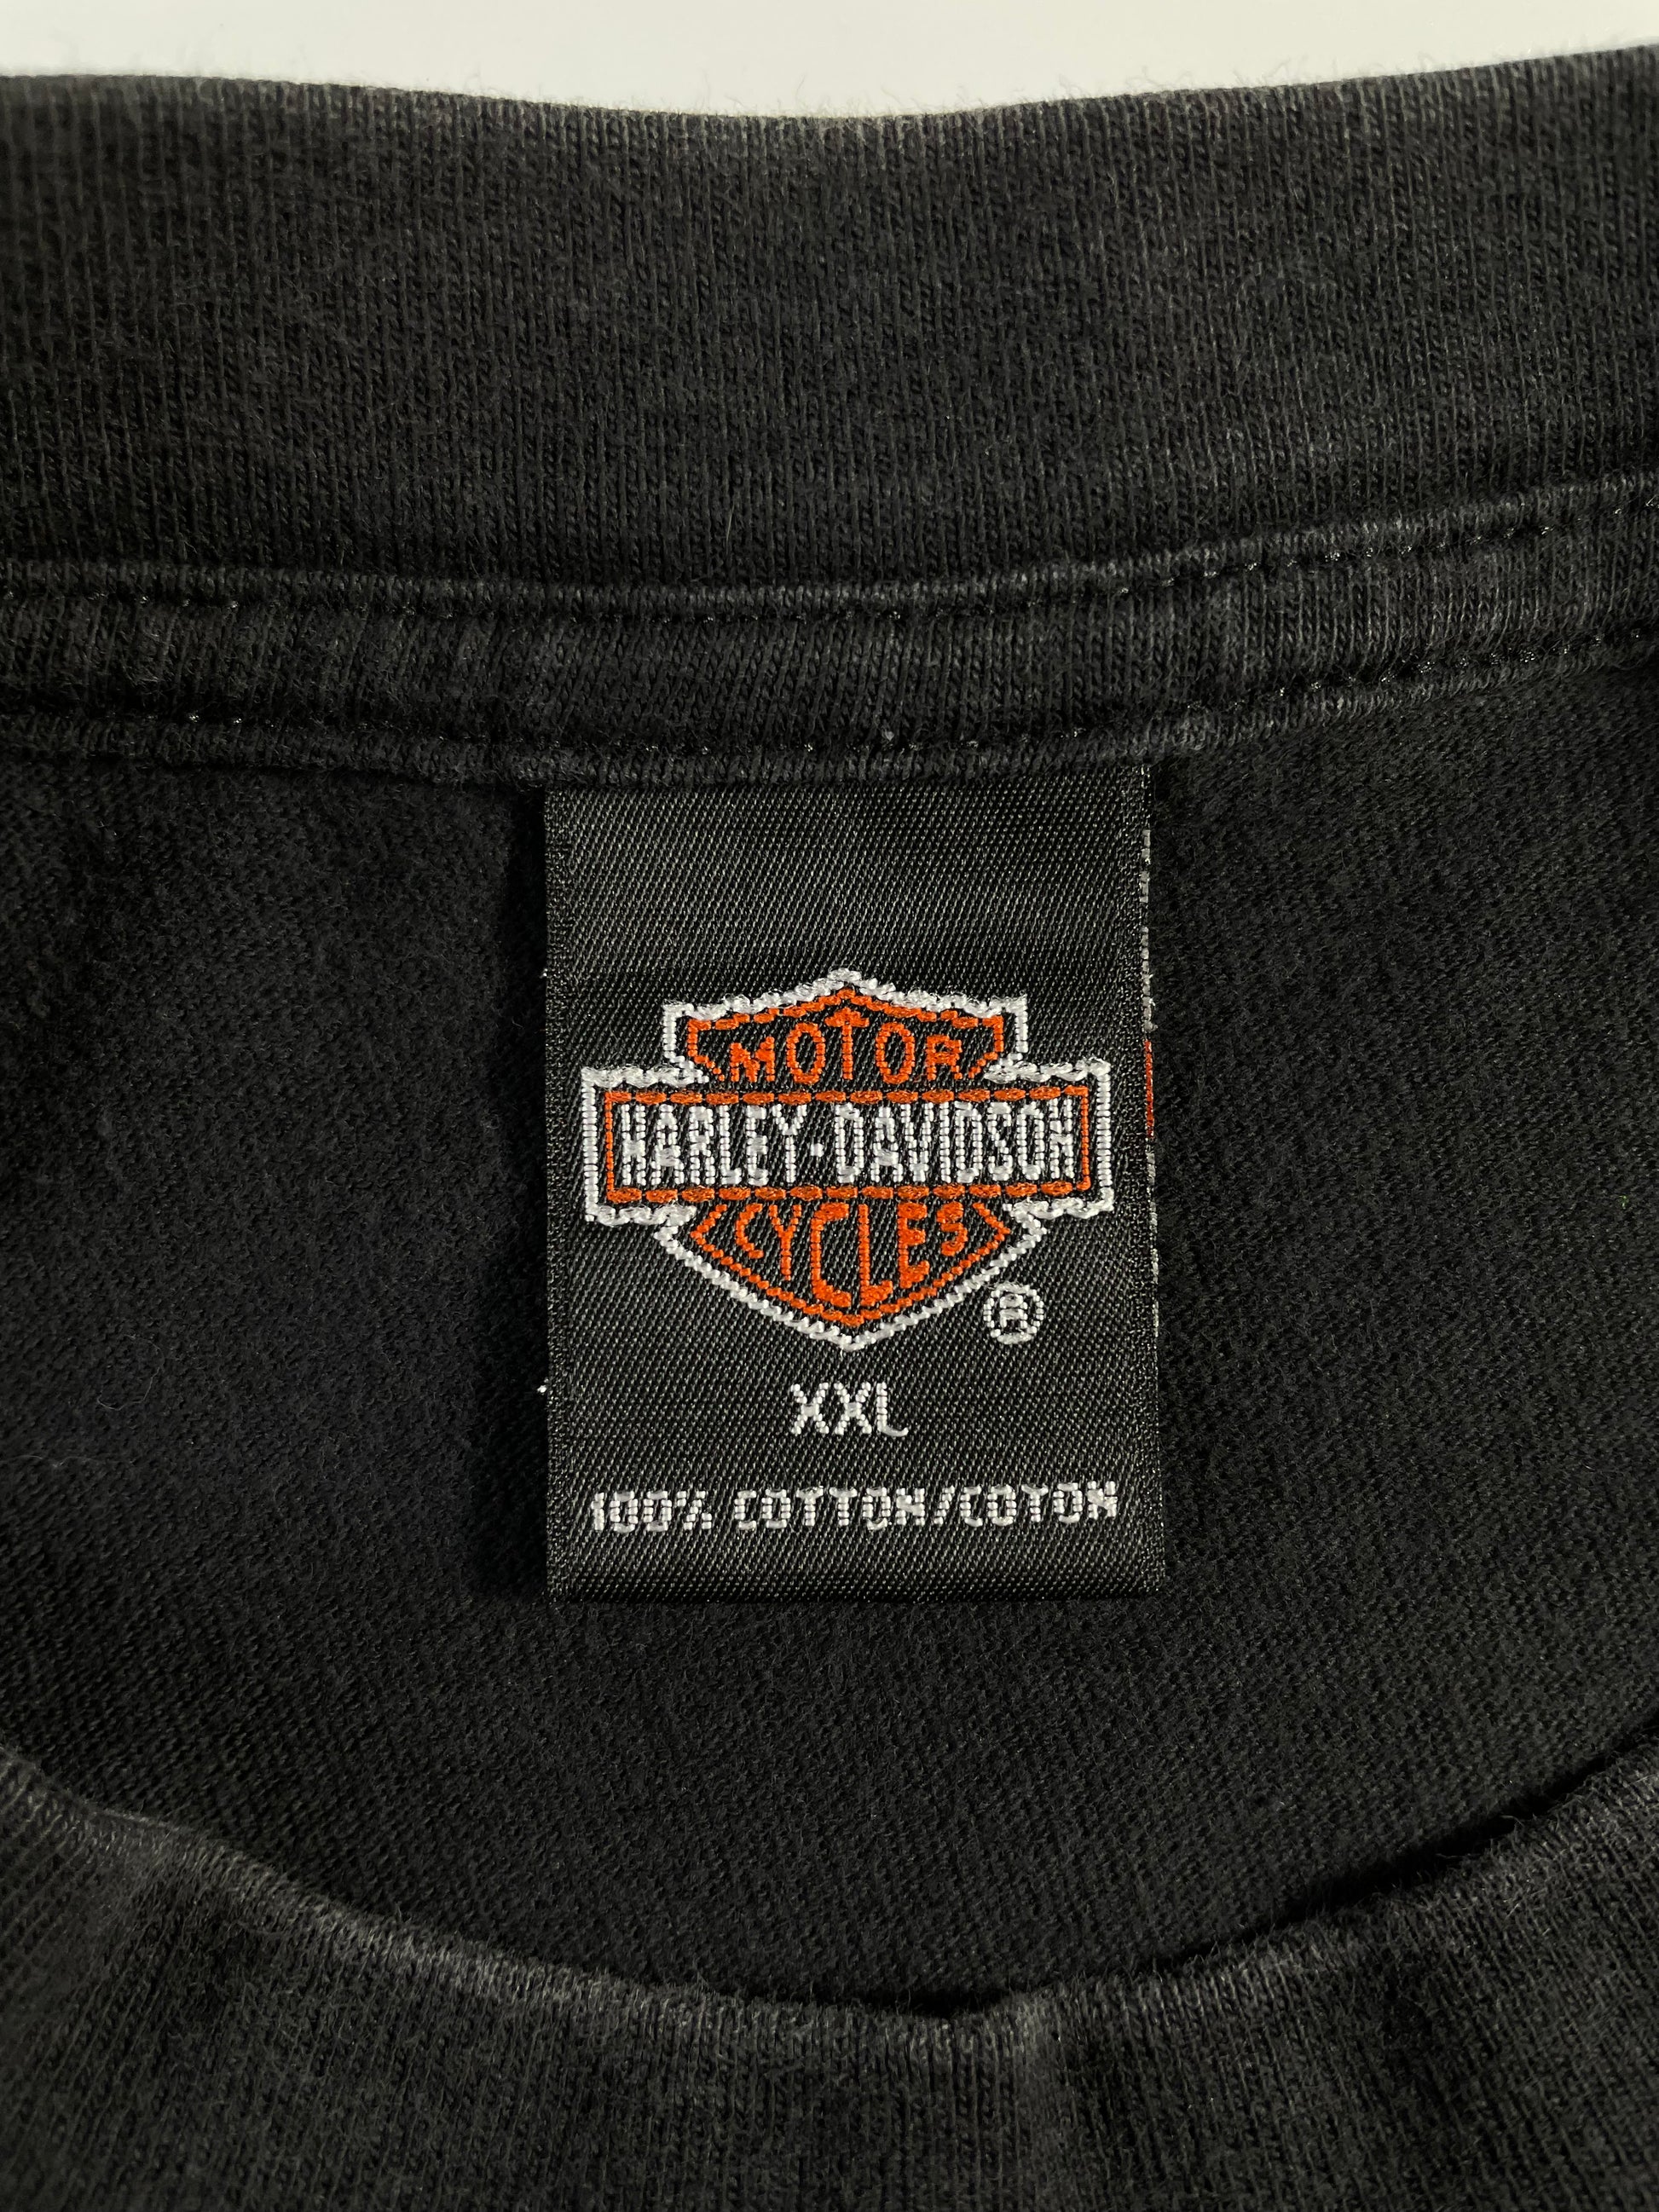 MOTOR
HARLEY-DAVIDSON
CYCLES
®
XXL
100% COTTON/COTON